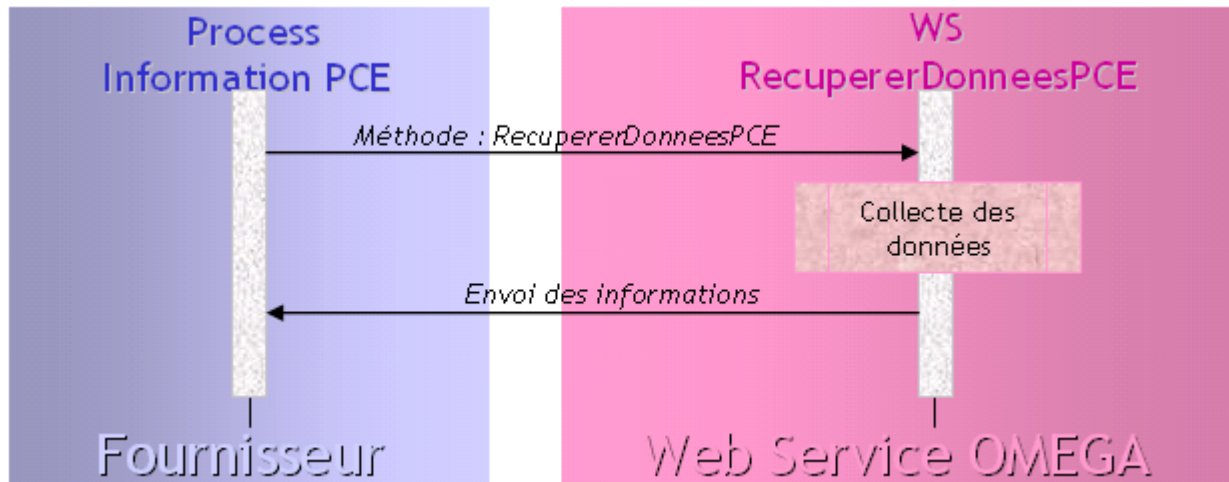 Process
Information PCE
WS
RecupererDonneesPCE
Méthode : RecupererDonneesPCE
Collecte des
données
Envoi des informations
Fournisseur
Web Service OMEGA